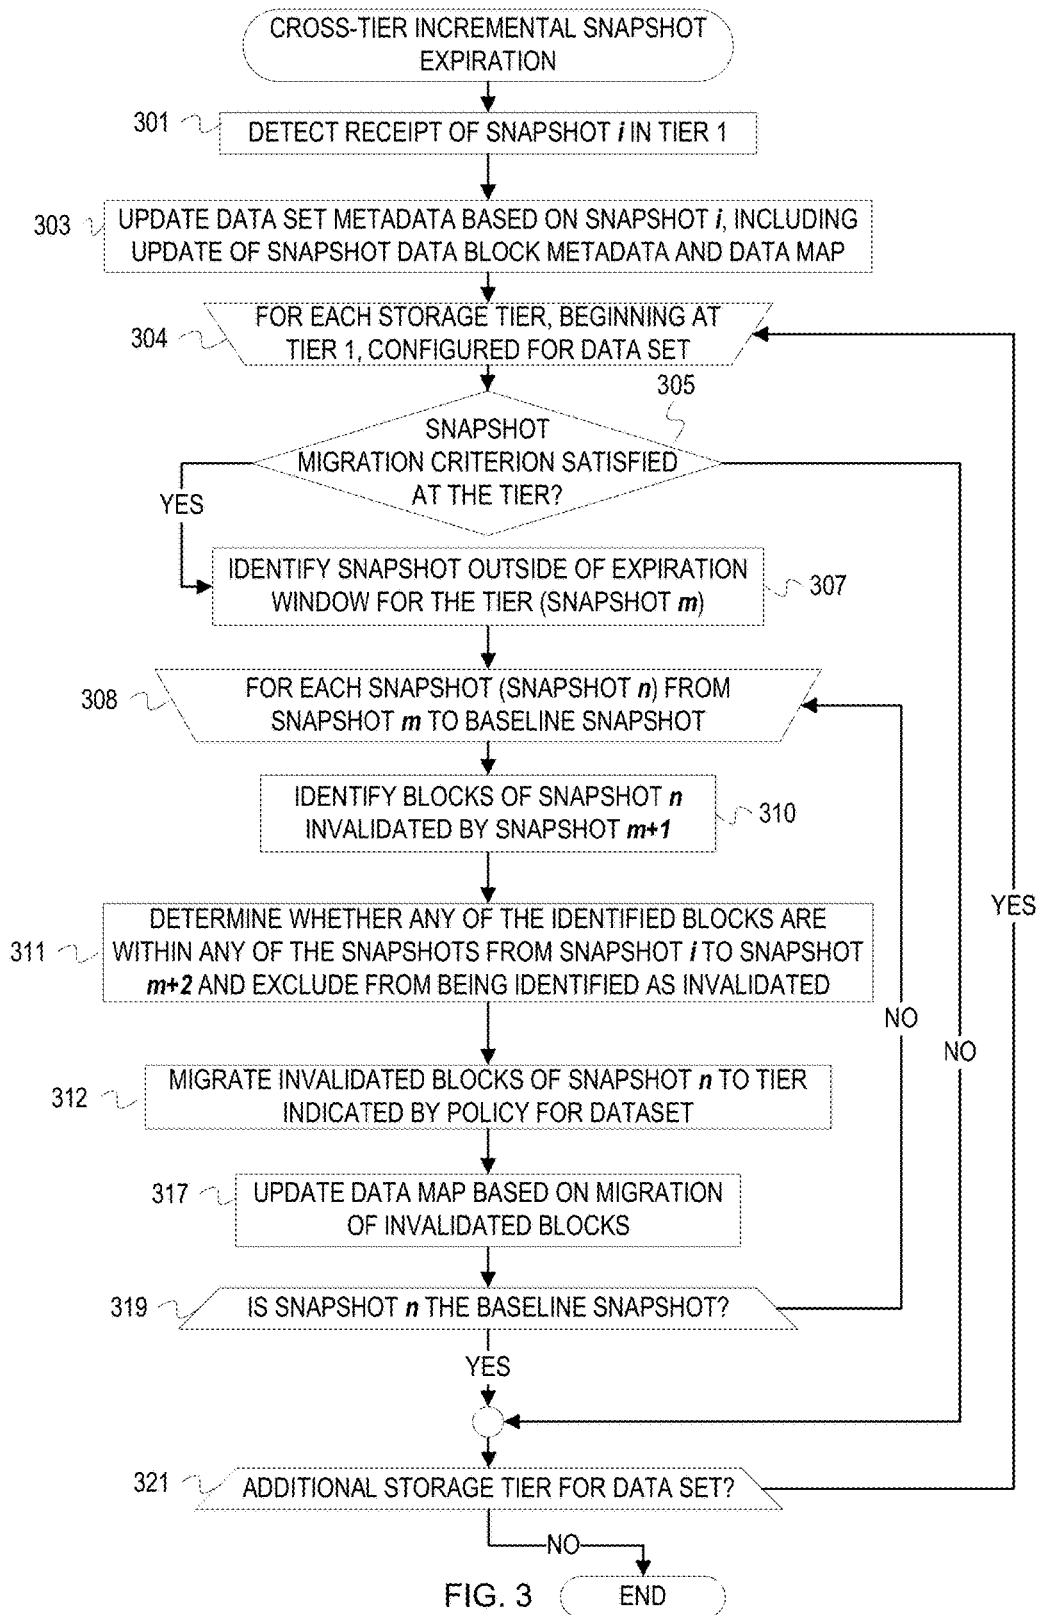 CROSS-TIER INCREMENTAL SNAPSHOT
EXPIRATION
301
DETECT RECEIPT OF SNAPSHOT i IN TIER 1
303
UPDATE DATA SET METADATA BASED ON SNAPSHOT i, INCLUDING
UPDATE OF SNAPSHOT DATA BLOCK METADATA AND DATA MAP
304
FOR EACH STORAGE TIER, BEGINNING AT
TIER 1, CONFIGURED FOR DATA SET
305
SNAPSHOT
MIGRATION CRITERION SATISFIED
AT THE TIER?
YES
IDENTIFY SNAPSHOT OUTSIDE OF EXPIRATION
WINDOW FOR THE TIER (SNAPSHOT m)
307
308
FOR EACH SNAPSHOT (SNAPSHOT n) FROM
SNAPSHOT m TO BASELINE SNAPSHOT
IDENTIFY BLOCKS OF SNAPSHOT n
INVALIDATED BY SNAPSHOT m+1
310
YES
311
DETERMINE WHETHER ANY OF THE IDENTIFIED BLOCKS ARE
WITHIN ANY OF THE SNAPSHOTS FROM SNAPSHOT i TO SNAPSHOT
m+2 AND EXCLUDE FROM BEING IDENTIFIED AS INVALIDATED
NO
NO
312
MIGRATE INVALIDATED BLOCKS OF SNAPSHOT n TO TIER
INDICATED BY POLICY FOR DATASET
317
UPDATE DATA MAP BASED ON MIGRATION
OF INVALIDATED BLOCKS
319
IS SNAPSHOT n THE BASELINE SNAPSHOT?
YES
321
ADDITIONAL STORAGE TIER FOR DATA SET?
NO
FIG. 3
END